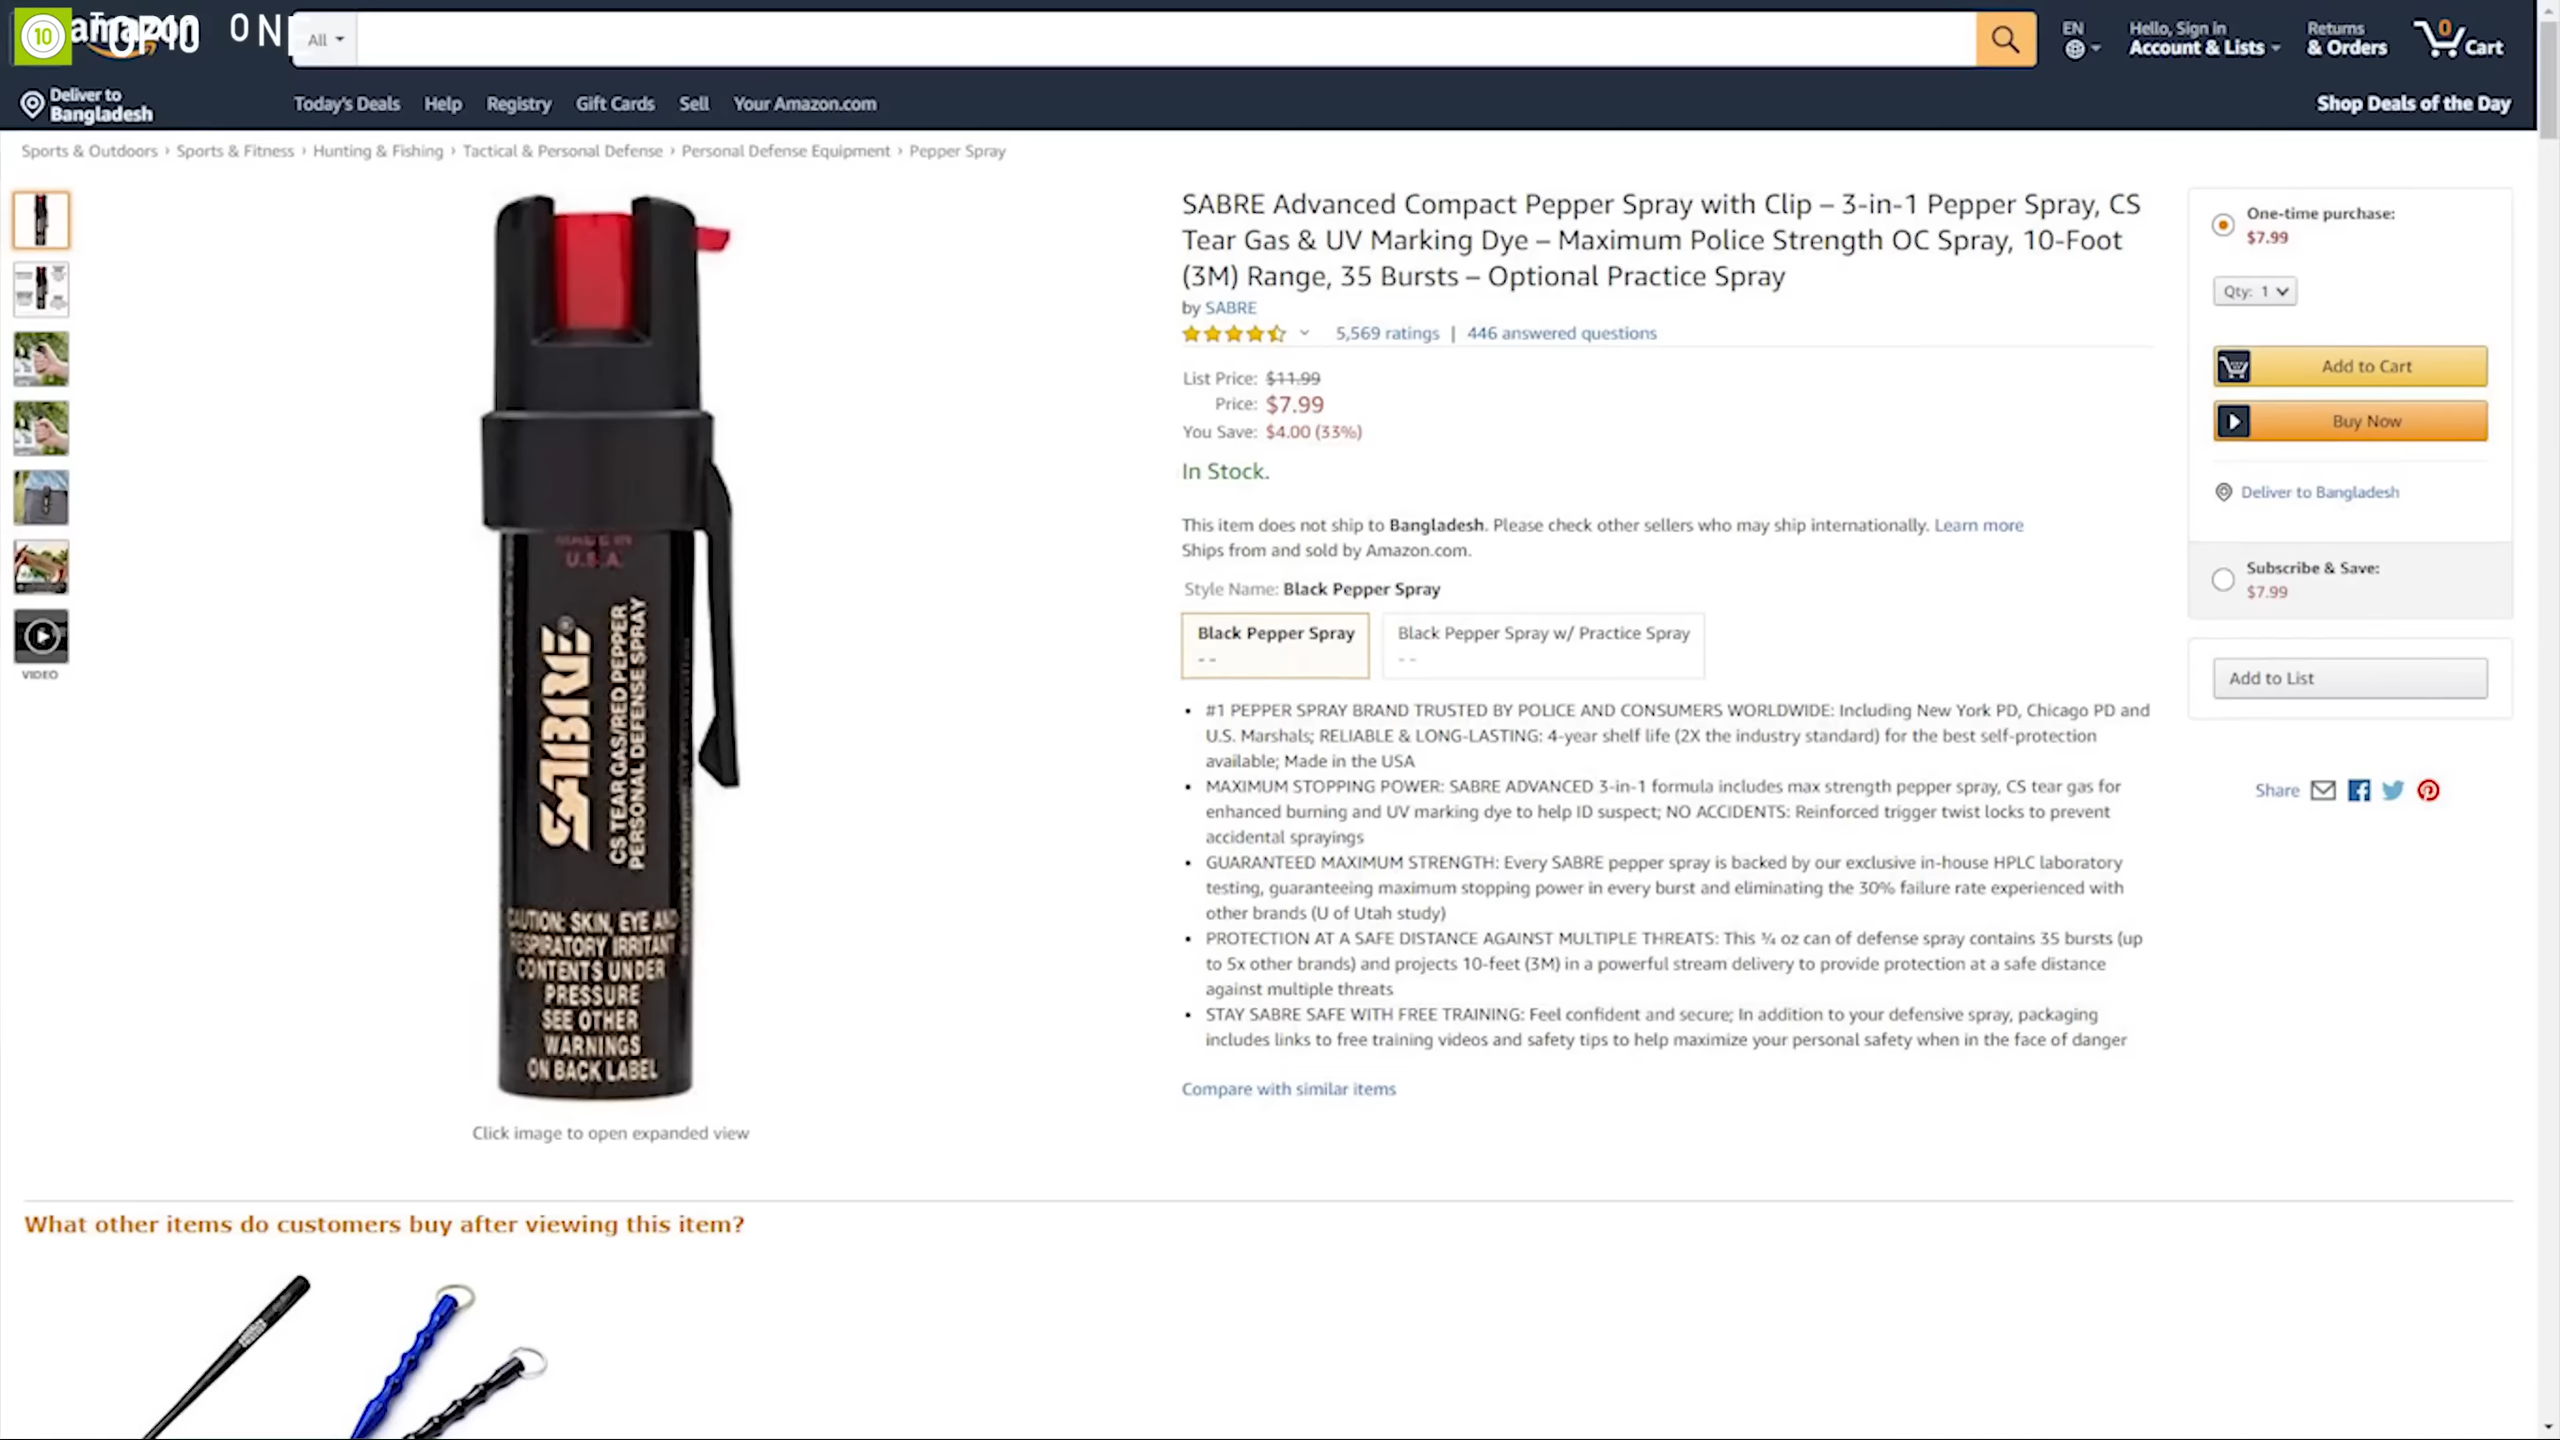 10
amazon
TOP10 ONE
All
EN
Hello, Sign in
Account & Lists
Returns
& Orders
0
Cart
Deliver to
Bangladesh
Today's Deals
Help
Registry
Gift Cards
Sell
Your Amazon.com
Shop Deals of the Day
Sports & Outdoors › Sports & Fitness › Hunting & Fishing › Tactical & Personal Defense › Personal Defense Equipment › Pepper Spray
VIDEO
MADE IN
U.S.A.
SABRE®
CS TEAR GAS/RED PEPPER
PERSONAL DEFENSE SPRAY
CAUTION: SKIN, EYE AND
RESPIRATORY IRRITANT
CONTENTS UNDER
PRESSURE
SEE OTHER
WARNINGS
ON BACK LABEL
Click image to open expanded view
SABRE Advanced Compact Pepper Spray with Clip – 3-in-1 Pepper Spray, CS
Tear Gas & UV Marking Dye – Maximum Police Strength OC Spray, 10-Foot
(3M) Range, 35 Bursts – Optional Practice Spray
by SABRE
5,569 ratings | 446 answered questions
List Price: $11.99
Price: $7.99
You Save: $4.00 (33%)
In Stock.
This item does not ship to Bangladesh. Please check other sellers who may ship internationally. Learn more
Ships from and sold by Amazon.com.
Style Name: Black Pepper Spray
Black Pepper Spray
- -
Black Pepper Spray w/ Practice Spray
- -
• #1 PEPPER SPRAY BRAND TRUSTED BY POLICE AND CONSUMERS WORLDWIDE: Including New York PD, Chicago PD and
U.S. Marshals; RELIABLE & LONG-LASTING: 4-year shelf life (2X the industry standard) for the best self-protection
available; Made in the USA
• MAXIMUM STOPPING POWER: SABRE ADVANCED 3-in-1 formula includes max strength pepper spray, CS tear gas for
enhanced burning and UV marking dye to help ID suspect; NO ACCIDENTS: Reinforced trigger twist locks to prevent
accidental sprayings
• GUARANTEED MAXIMUM STRENGTH: Every SABRE pepper spray is backed by our exclusive in-house HPLC laboratory
testing, guaranteeing maximum stopping power in every burst and eliminating the 30% failure rate experienced with
other brands (U of Utah study)
• PROTECTION AT A SAFE DISTANCE AGAINST MULTIPLE THREATS: This ¾ oz can of defense spray contains 35 bursts (up
to 5x other brands) and projects 10-feet (3M) in a powerful stream delivery to provide protection at a safe distance
against multiple threats
• STAY SABRE SAFE WITH FREE TRAINING: Feel confident and secure; In addition to your defensive spray, packaging
includes links to free training videos and safety tips to help maximize your personal safety when in the face of danger
Compare with similar items
One-time purchase:
$7.99
Qty: 1
Add to Cart
Buy Now
Deliver to Bangladesh
Subscribe & Save:
$7.99
Add to List
Share
What other items do customers buy after viewing this item?